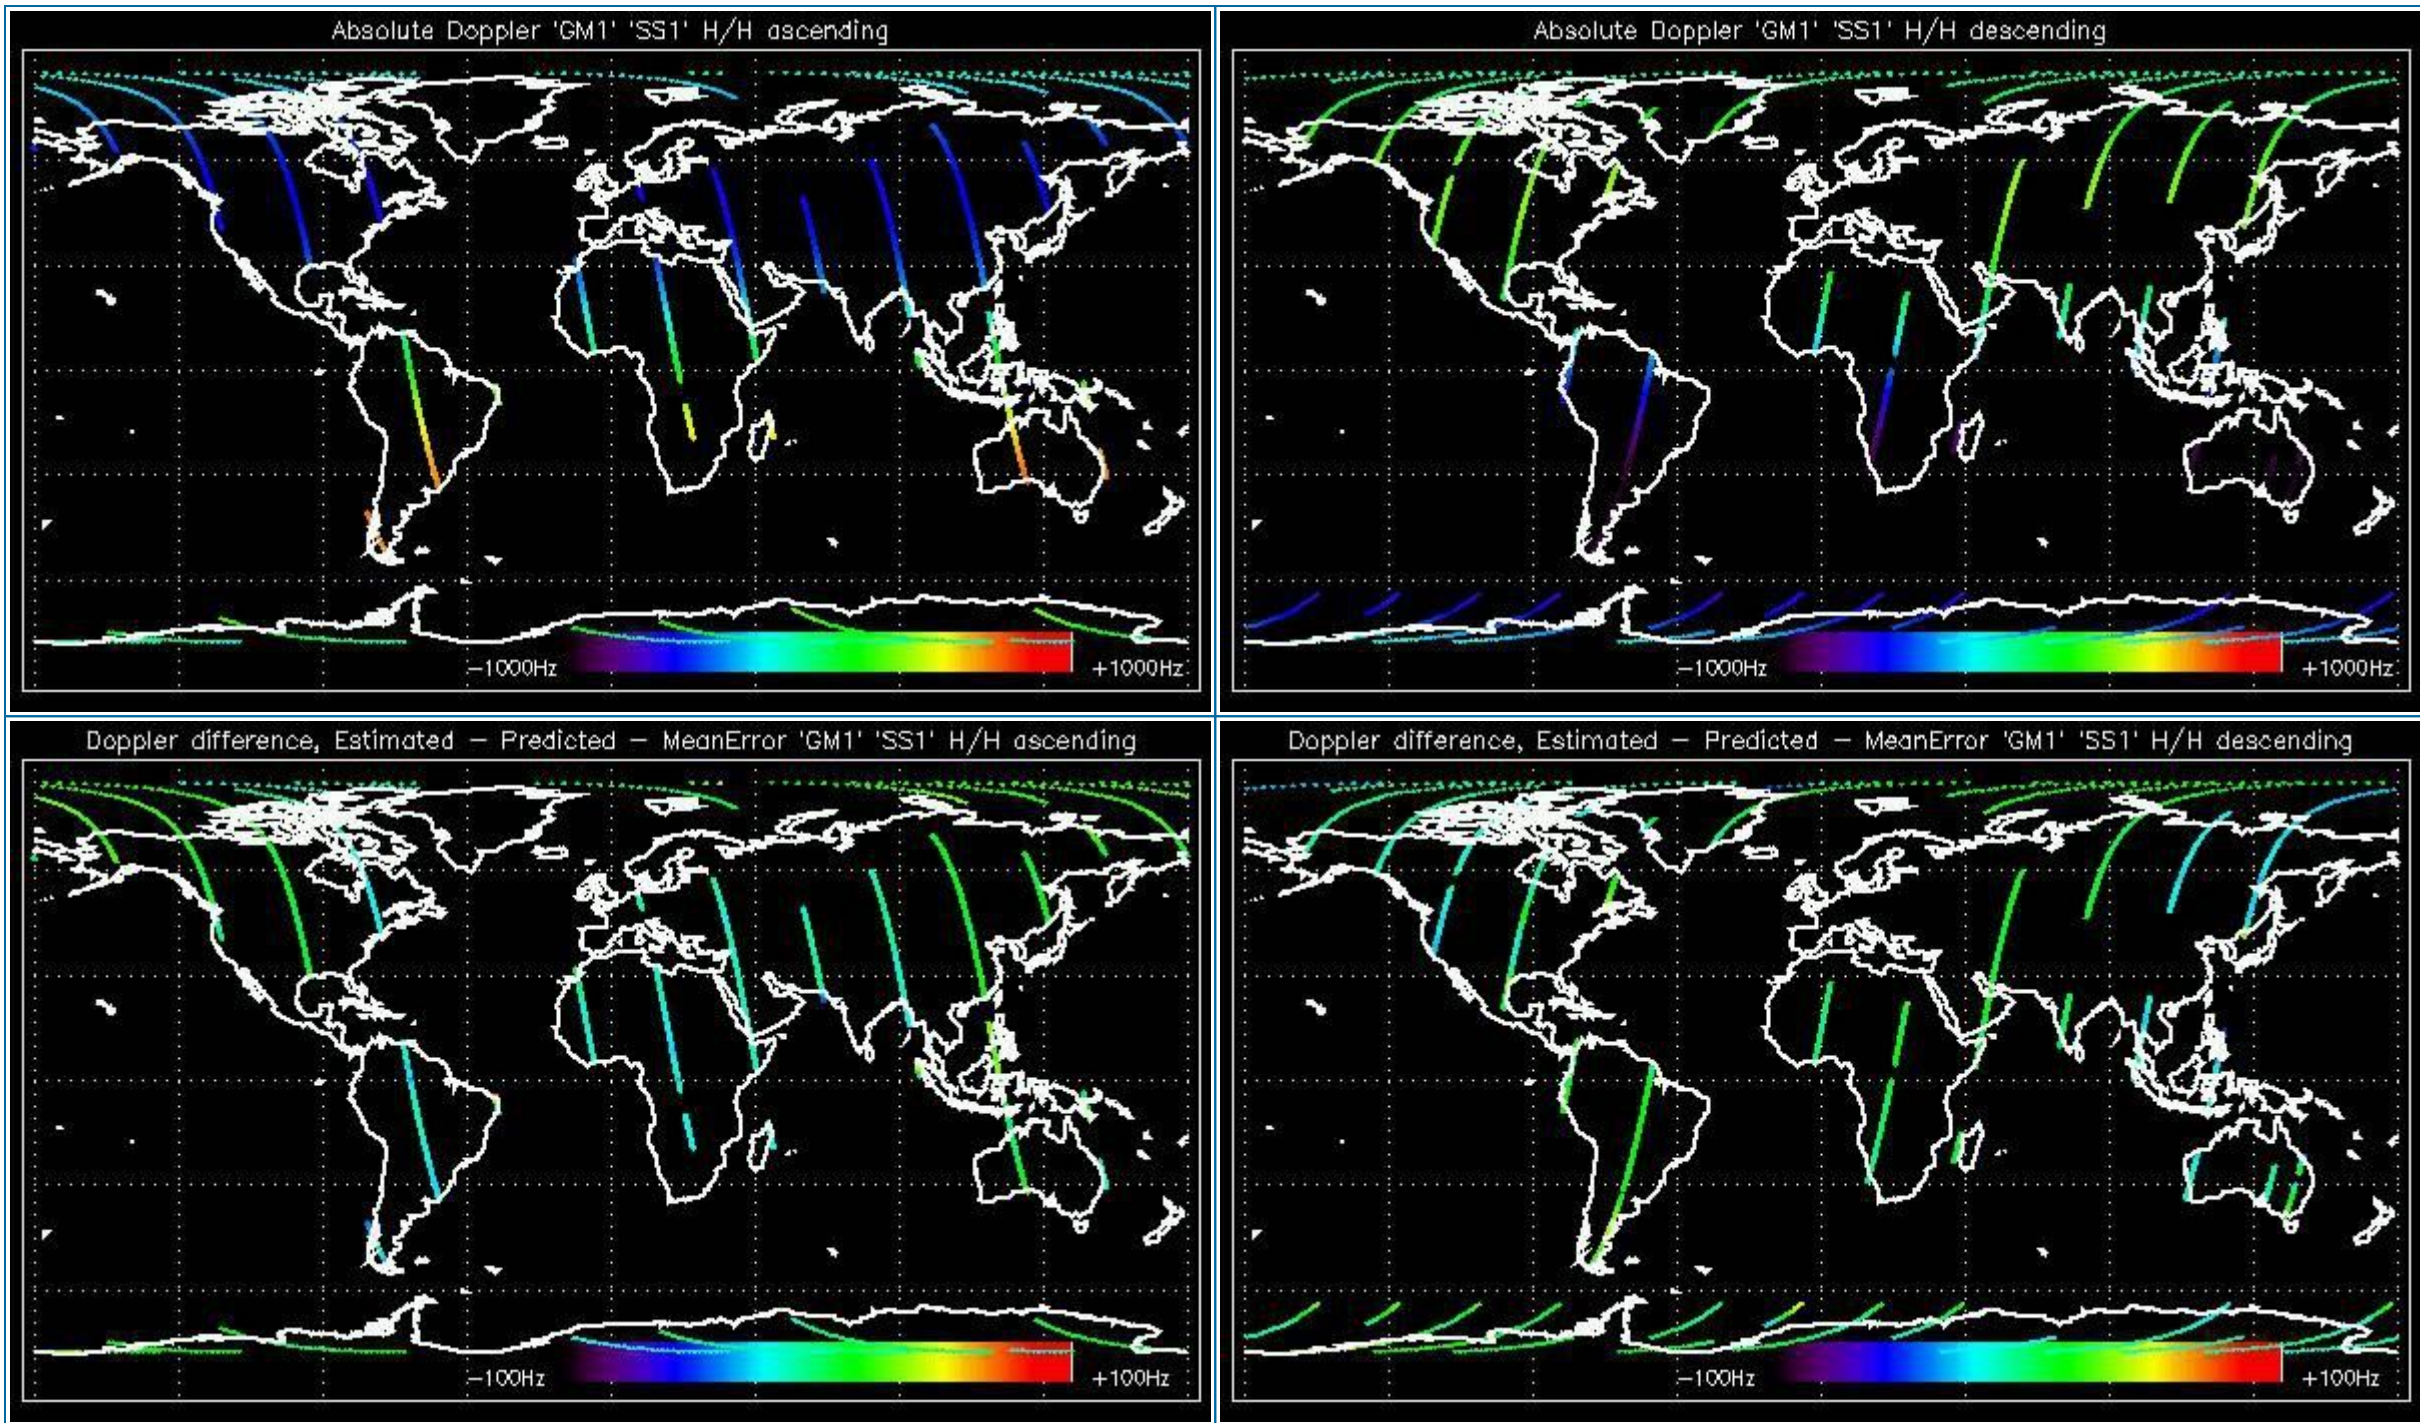 Absolute Doppler 'GM1' 'SS1' H/H ascending
−1000Hz
+1000Hz
Absolute Doppler 'GM1' 'SS1' H/H descending
−1000Hz
+1000Hz
Doppler difference, Estimated − Predicted − MeanError 'GM1' 'SS1' H/H ascending
−100Hz
+100Hz
Doppler difference, Estimated − Predicted − MeanError 'GM1' 'SS1' H/H descending
−100Hz
+100Hz